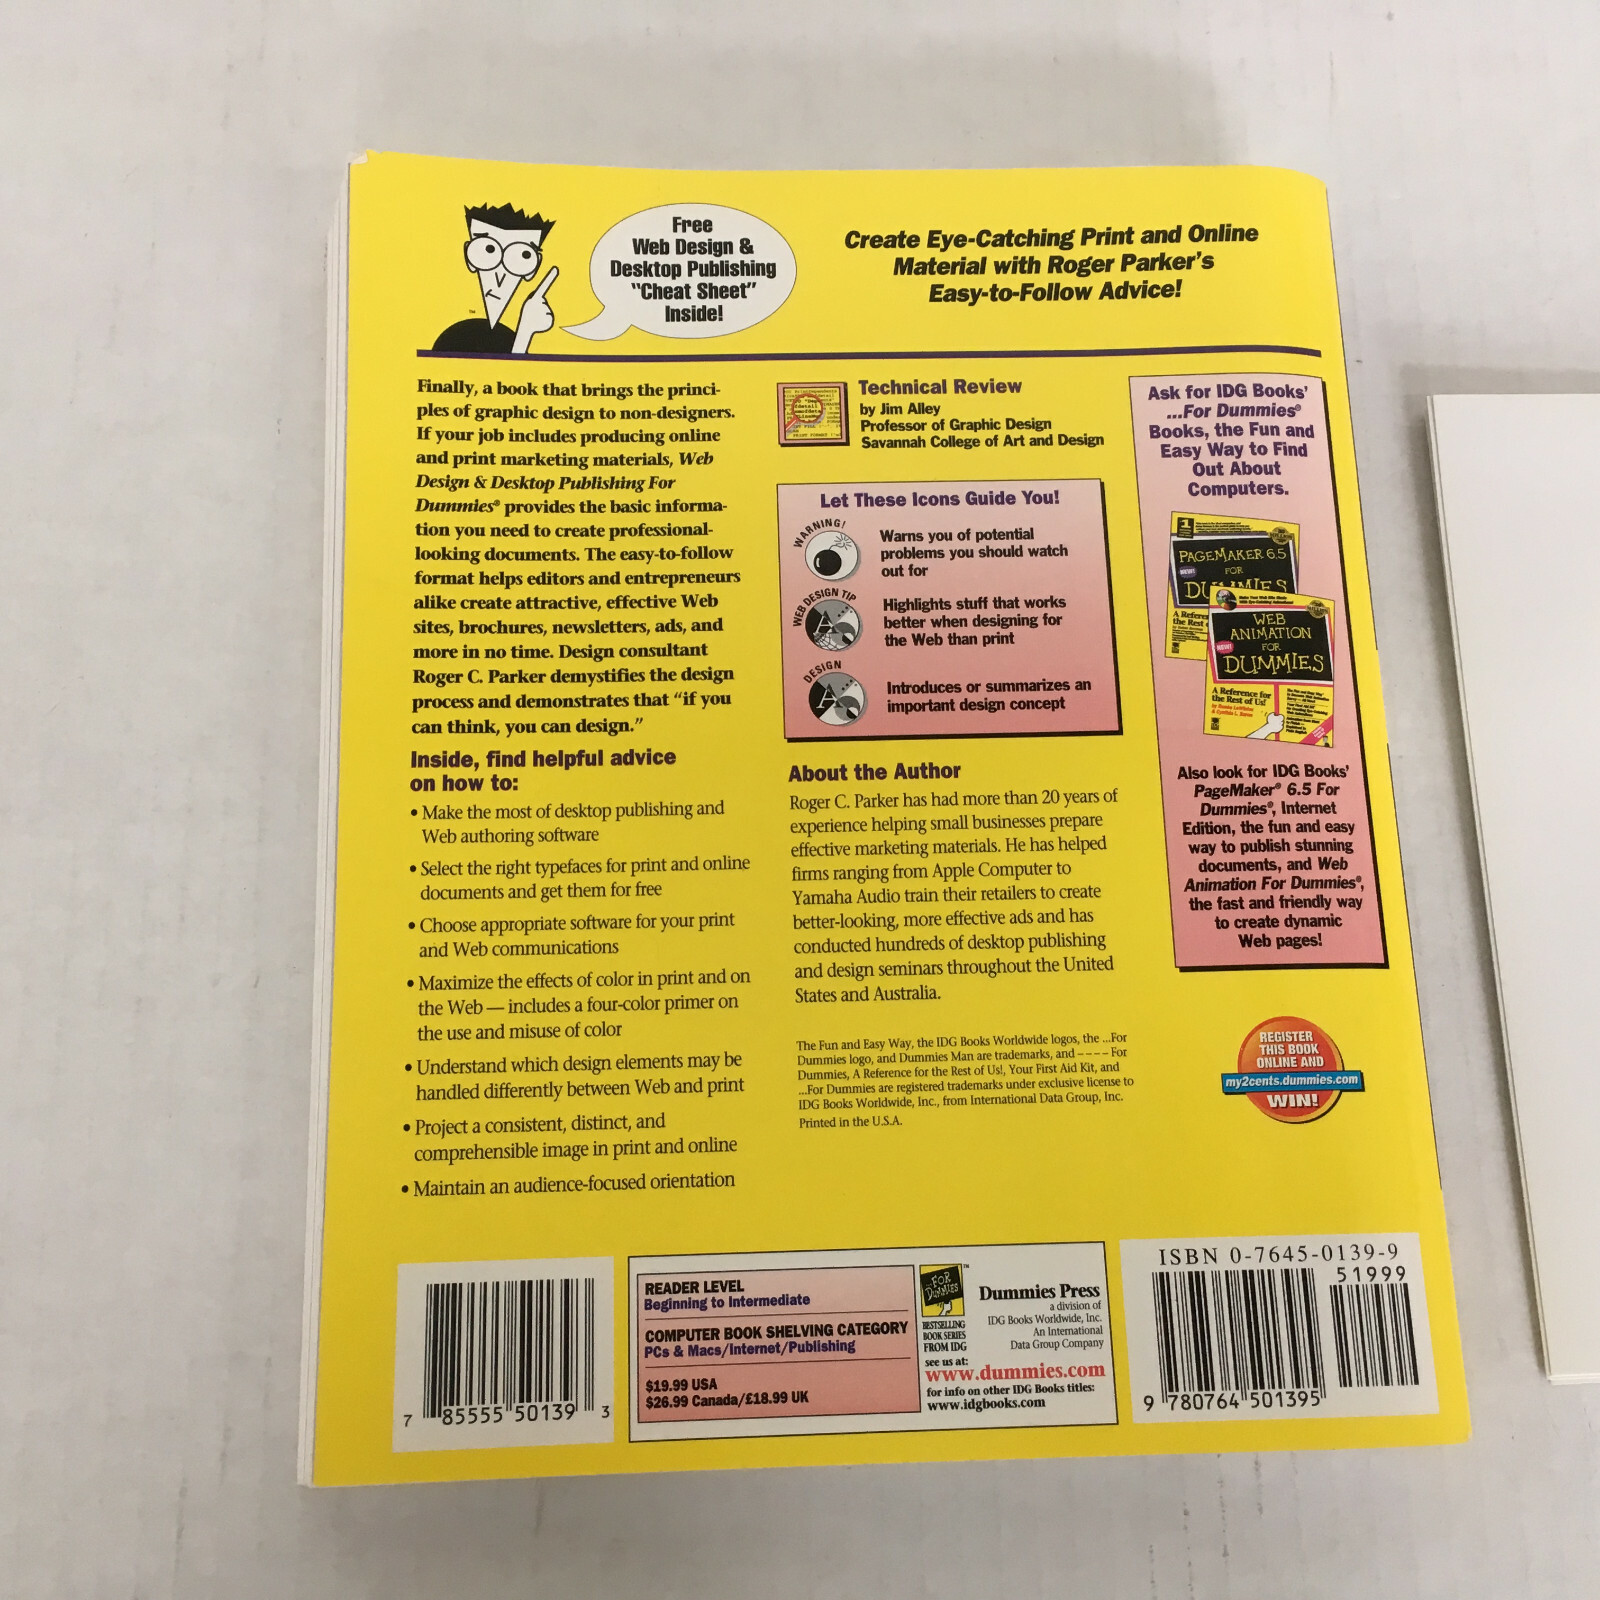 Free
Web Design &
Desktop Publishing
"Cheat Sheet"
Inside!
™
Create Eye-Catching Print and Online
Material with Roger Parker's
Easy-to-Follow Advice!
Finally, a book that brings the princi-
ples of graphic design to non-designers.
If your job includes producing online
and print marketing materials, Web
Design & Desktop Publishing For
Dummies® provides the basic informa-
tion you need to create professional-
looking documents. The easy-to-follow
format helps editors and entrepreneurs
alike create attractive, effective Web
sites, brochures, newsletters, ads, and
more in no time. Design consultant
Roger C. Parker demystifies the design
process and demonstrates that “if you
can think, you can design.”
Inside, find helpful advice
on how to:
• Make the most of desktop publishing and
Web authoring software
• Select the right typefaces for print and online
documents and get them for free
• Choose appropriate software for your print
and Web communications
• Maximize the effects of color in print and on
the Web — includes a four-color primer on
the use and misuse of color
• Understand which design elements may be
handled differently between Web and print
• Project a consistent, distinct, and
comprehensible image in print and online
• Maintain an audience-focused orientation
Technical Review
by Jim Alley
Professor of Graphic Design
Savannah College of Art and Design
Let These Icons Guide You!
WARNING!
Warns you of potential
problems you should watch
out for
WEB DESIGN TIP
Highlights stuff that works
better when designing for
the Web than print
DESIGN
Introduces or summarizes an
important design concept
About the Author
Roger C. Parker has had more than 20 years of
experience helping small businesses prepare
effective marketing materials. He has helped
firms ranging from Apple Computer to
Yamaha Audio train their retailers to create
better-looking, more effective ads and has
conducted hundreds of desktop publishing
and design seminars throughout the United
States and Australia.
The Fun and Easy Way, the IDG Books Worldwide logos, the ...For
Dummies logo, and Dummies Man are trademarks, and ---- For
Dummies, A Reference for the Rest of Us!, Your First Aid Kit, and
...For Dummies are registered trademarks under exclusive license to
IDG Books Worldwide, Inc., from International Data Group, Inc.
Printed in the U.S.A.
Ask for IDG Books'
...For Dummies®
Books, the Fun and
Easy Way to Find
Out About
Computers.
PAGEMAKER 6.5
FOR
DUMMIES
A Refere
the Rest
WEB
ANIMATION
FOR
DUMMIES
A Reference for
the Rest of Us!
Also look for IDG Books'
PageMaker® 6.5 For
Dummies®, Internet
Edition, the fun and easy
way to publish stunning
documents, and Web
Animation For Dummies®,
the fast and friendly way
to create dynamic
Web pages!
REGISTER
THIS BOOK
ONLINE AND
my2cents.dummies.com
WIN!
7 85555 50139 3
READER LEVEL
Beginning to Intermediate
COMPUTER BOOK SHELVING CATEGORY
PCs & Macs/Internet/Publishing
$19.99 USA
$26.99 Canada/£18.99 UK
FOR
DUMMIES
™
BESTSELLING
BOOK SERIES
FROM IDG
Dummies Press
a division of
IDG Books Worldwide, Inc.
An International
Data Group Company
see us at:
www.dummies.com
for info on other IDG Books titles:
www.idgbooks.com
ISBN 0-7645-0139-9
51999
9 780764 501395